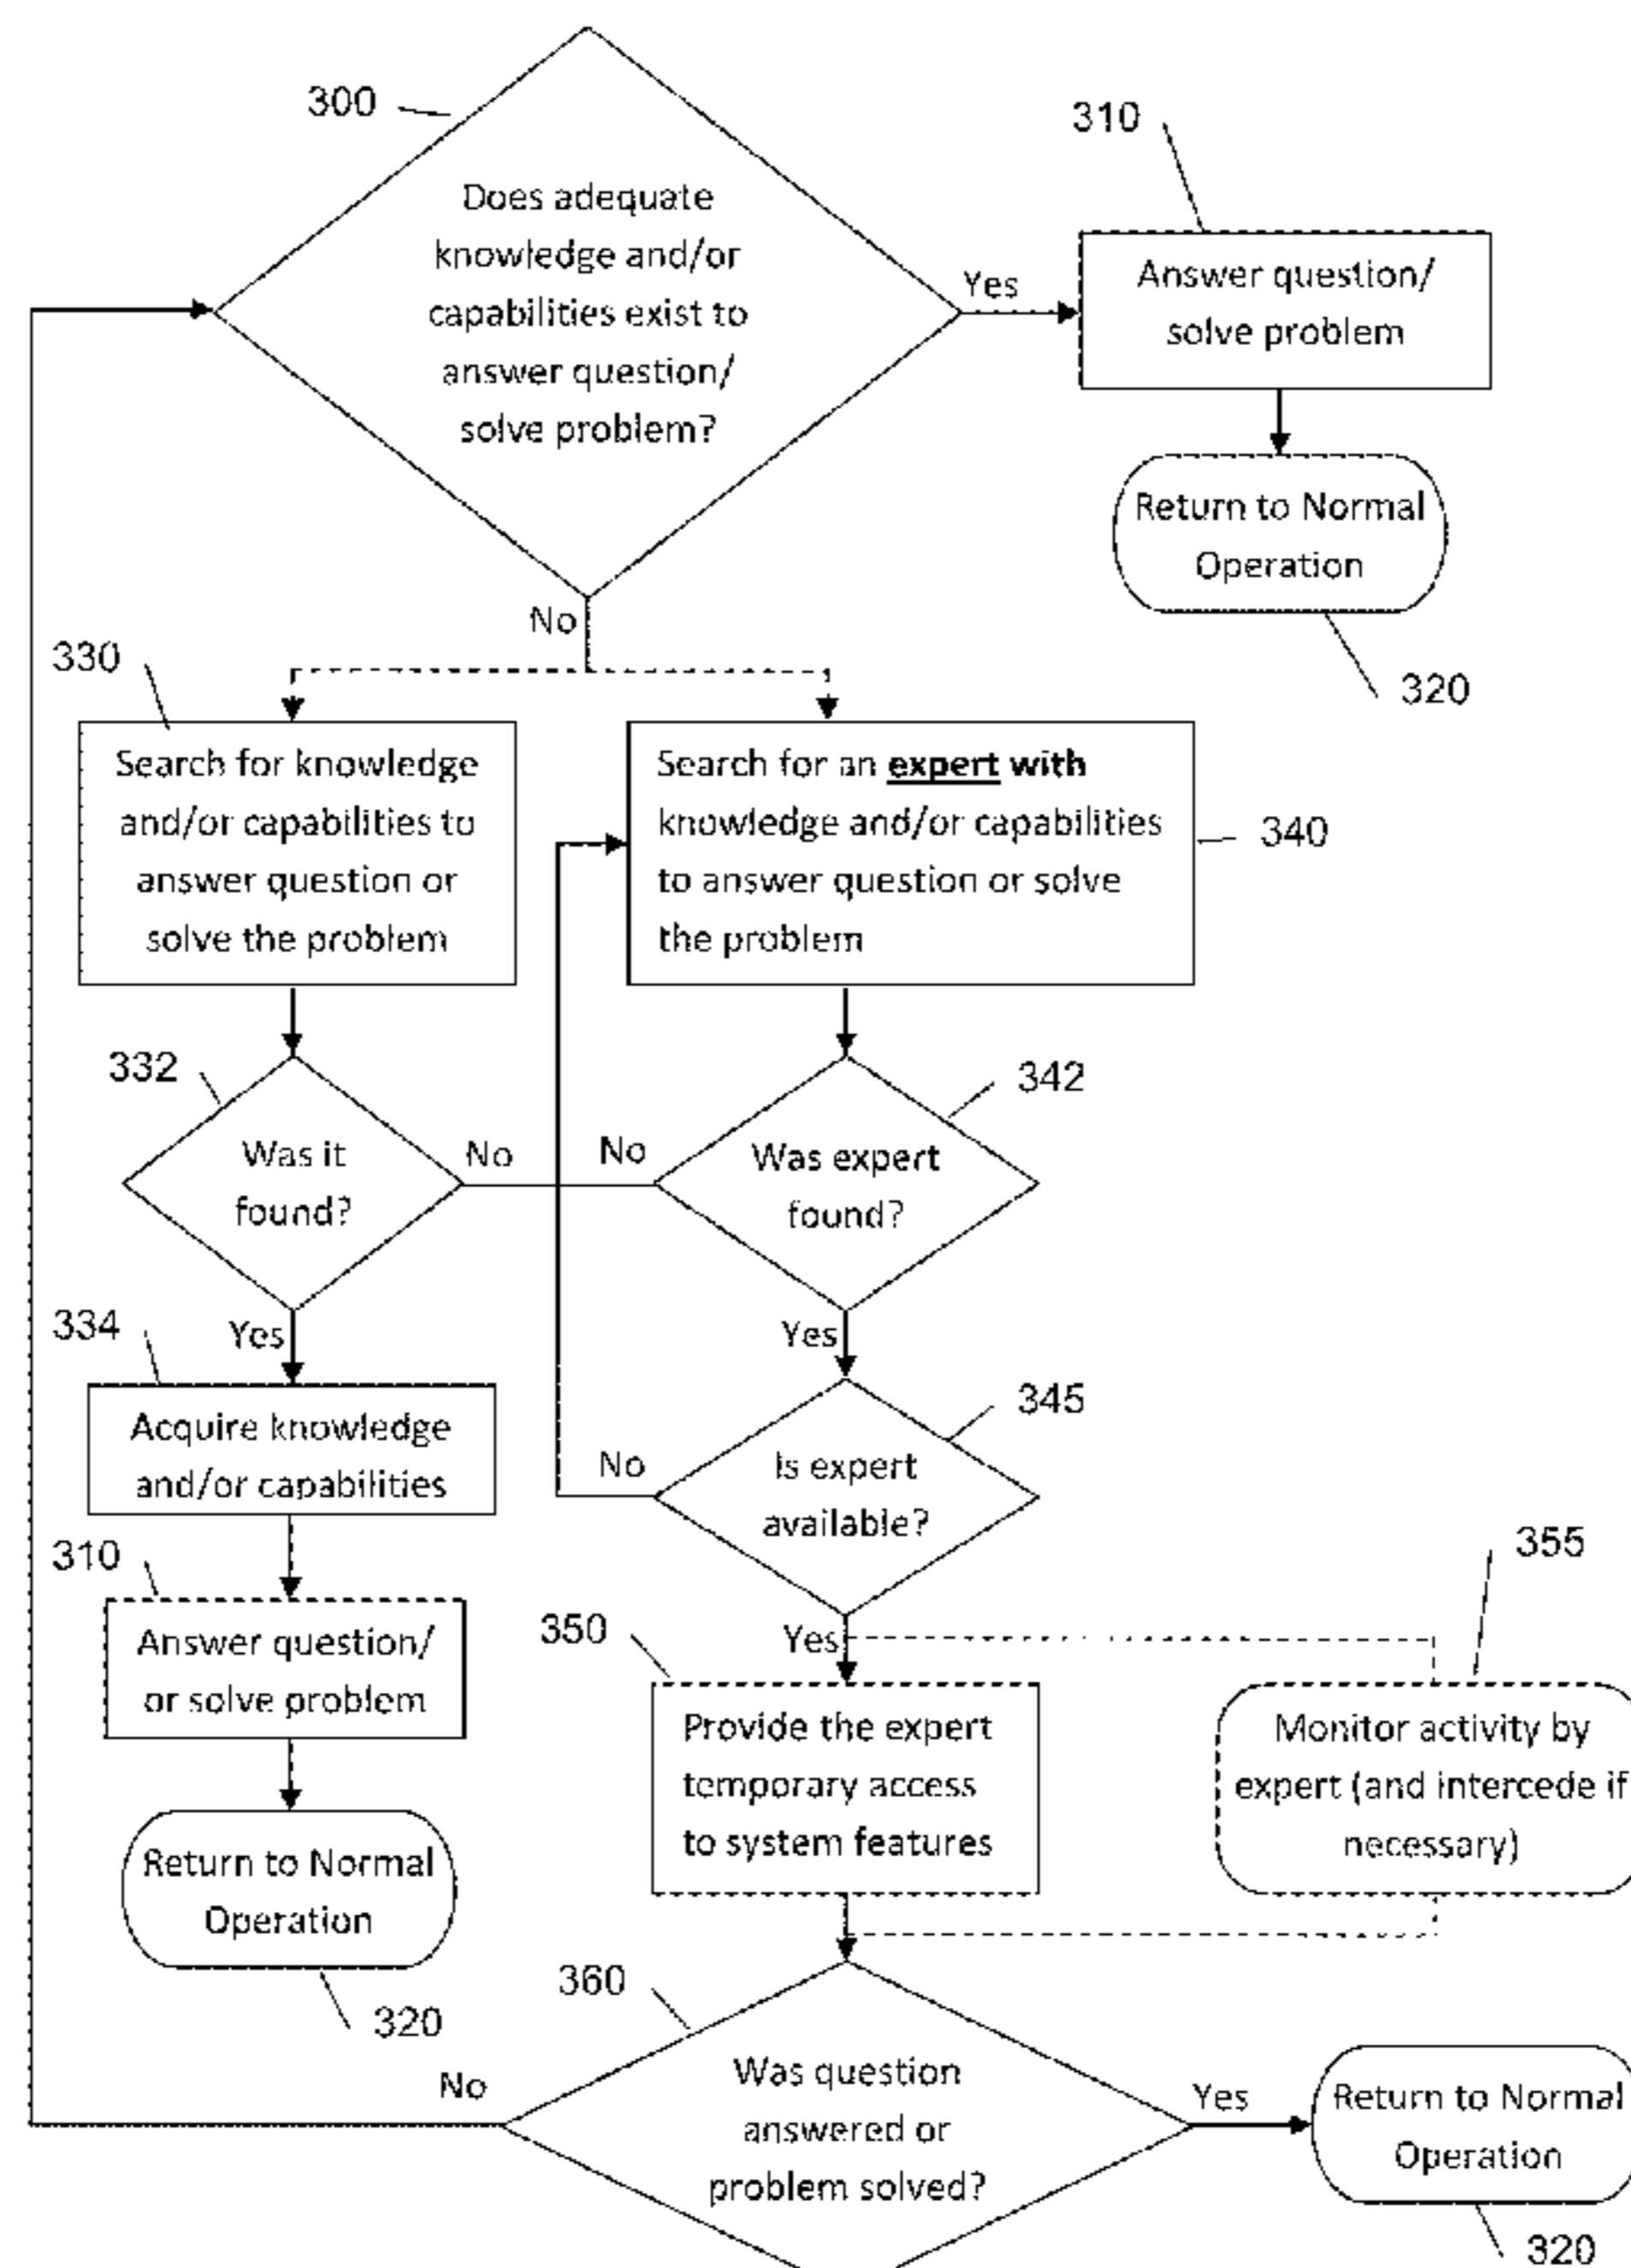 300
Does adequate
knowledge and/or
capabilities exist to
answer question/
solve problem?
Yes
310
Answer question/
solve problem
Return to Normal
Operation
320
No
330
Search for knowledge
and/or capabilities to
answer question or
solve the problem
Search for an expert with
knowledge and/or capabilities
to answer question or solve
the problem
340
332
Was it
found?
No
No
342
Was expert
found?
334
Yes
Acquire knowledge
and/or capabilities
Yes
345
No
Is expert
available?
310
Answer question/
or solve problem
Return to Normal
Operation
320
Yes
350
Provide the expert
temporary access
to system features
355
Monitor activity by
expert (and intercede if
necessary)
360
Was question
answered or
problem solved?
No
Yes
Return to Normal
Operation
320